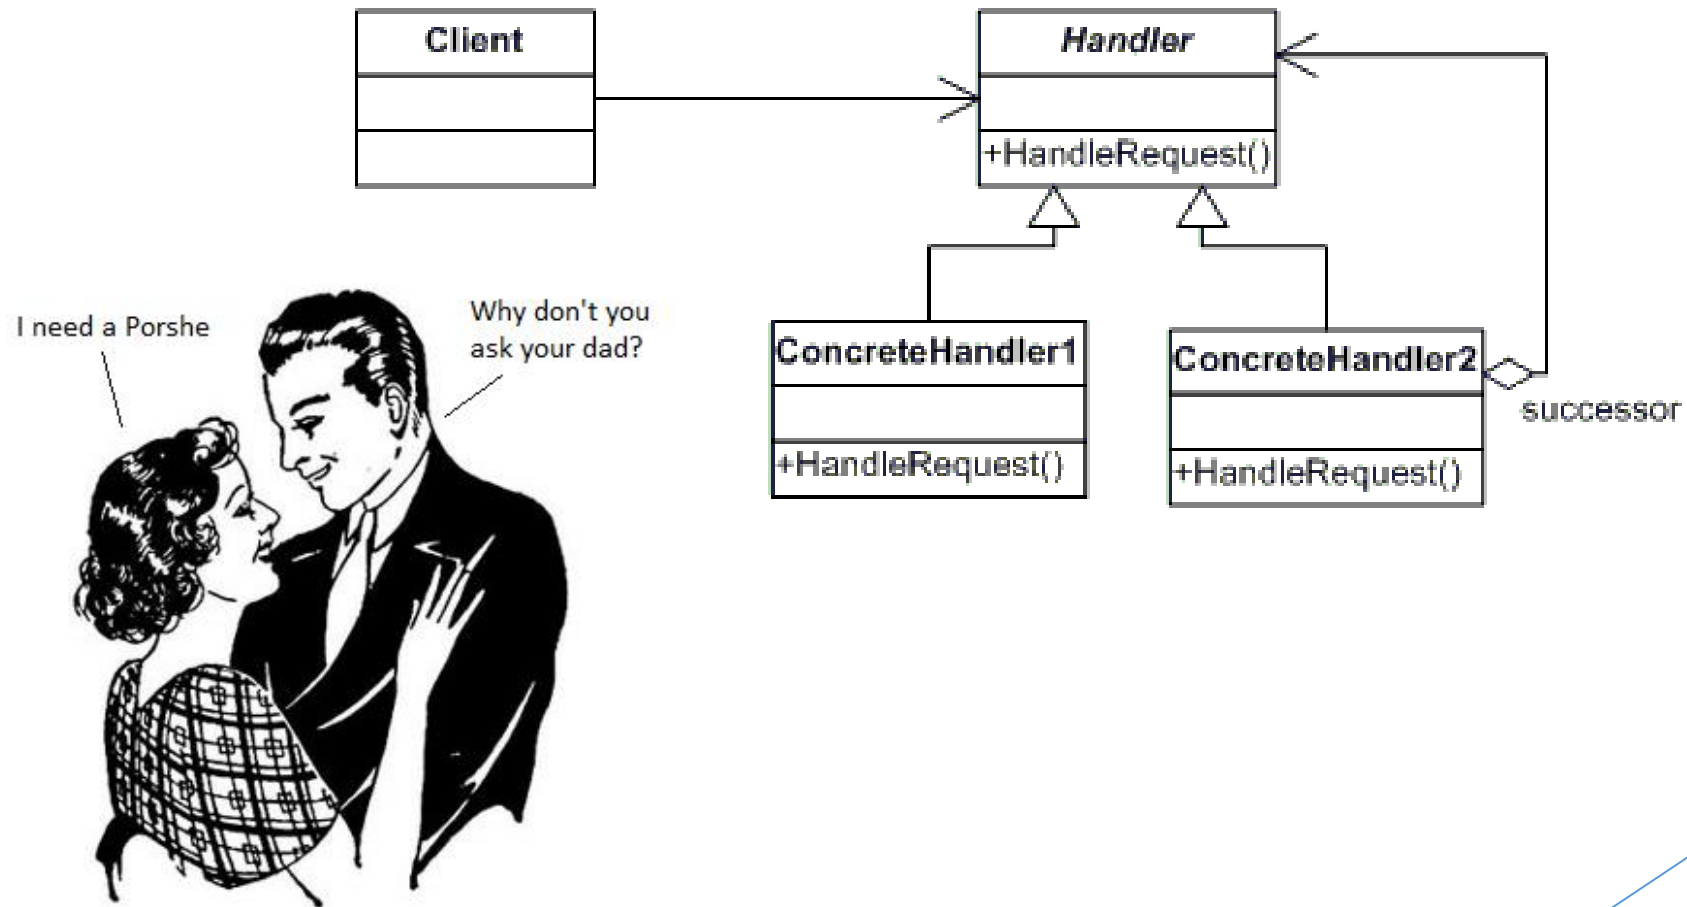 Client
Handler
+HandleRequest()
I need a Porshe
Why don't you
ask your dad?
ConcreteHandler1
+HandleRequest()
ConcreteHandler2
successor
+HandleRequest()